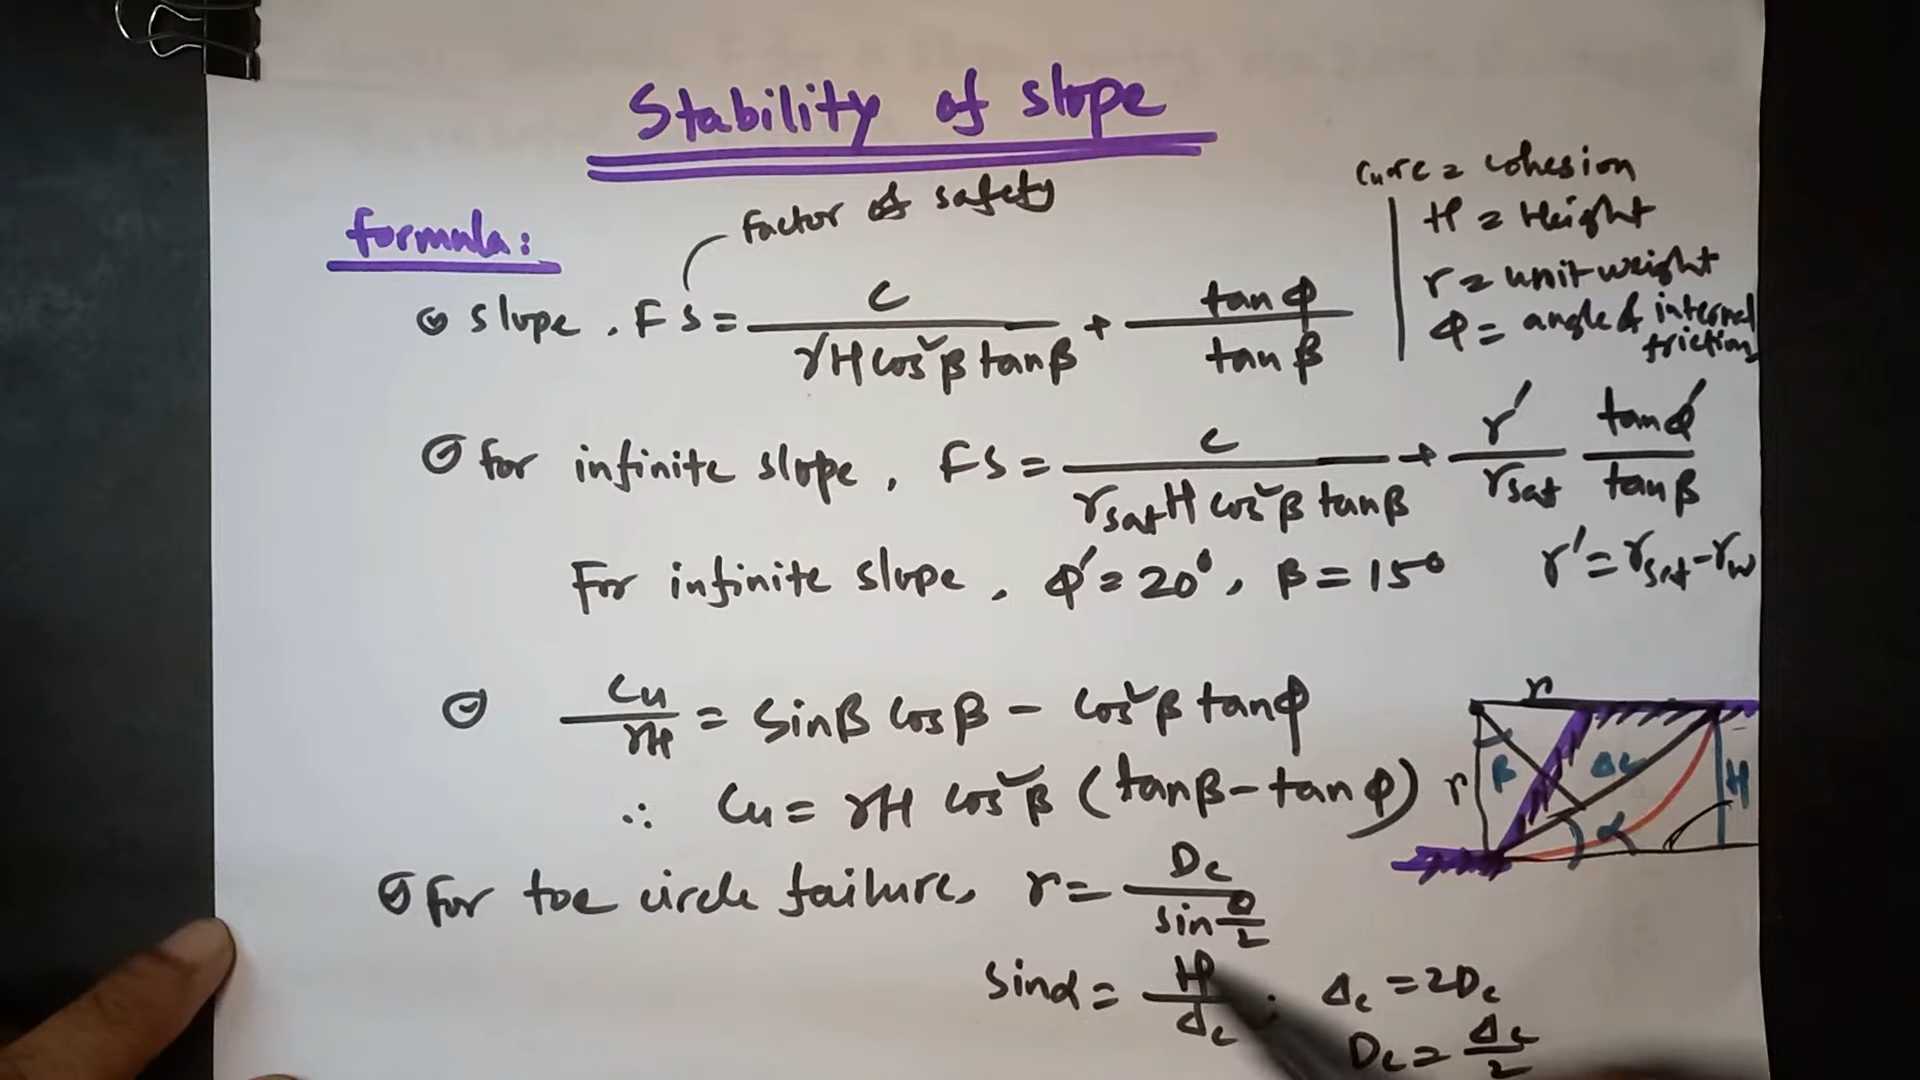 Stability of slope
Factor of safety
formula:
Cu or c = cohesion
H = Height
r = unit weight
φ = angle of internal friction
slope, FS = c / γH cos²β tanβ + tanφ / tanβ
for infinite slope, FS = c / γsat H cos²β tanβ + γ' / γsat tanφ' / tanβ
For infinite slope, φ' = 20°, β = 15°
γ' = γsat - γw
Cu / γH = sinβ cosβ - cos²β tanφ
∴ Cu = γH cos²β (tanβ - tanφ)
r
r
β
Δc
α
H
For toe circle failure, r = Dc / sin θ/2
sinα = H / Δc ; Δc = 2Dc
Dc = Δc / 2